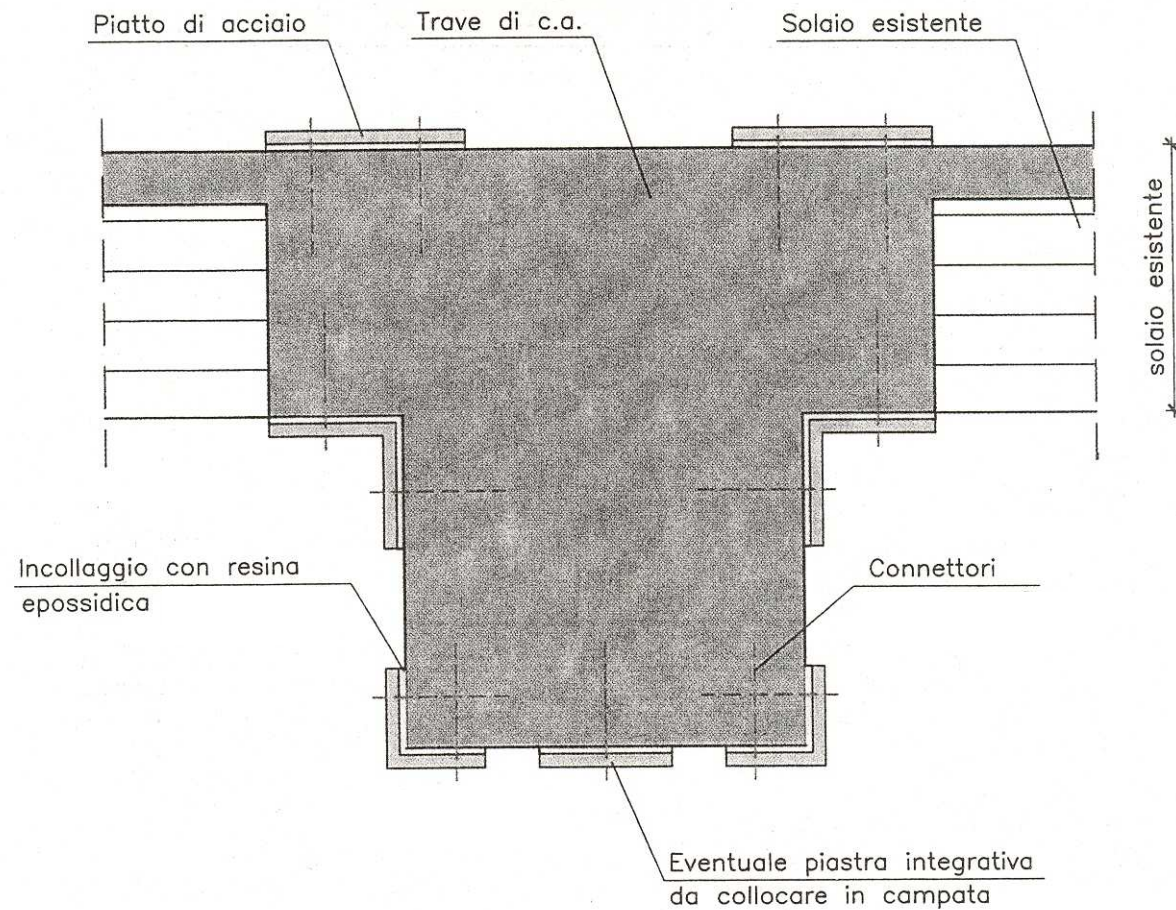 Piatto di acciaio
Trave di c.a.
Solaio esistente
solaio esistente
Incollaggio con resina
epossidica
Connettori
Eventuale piastra integrativa
da collocare in campata